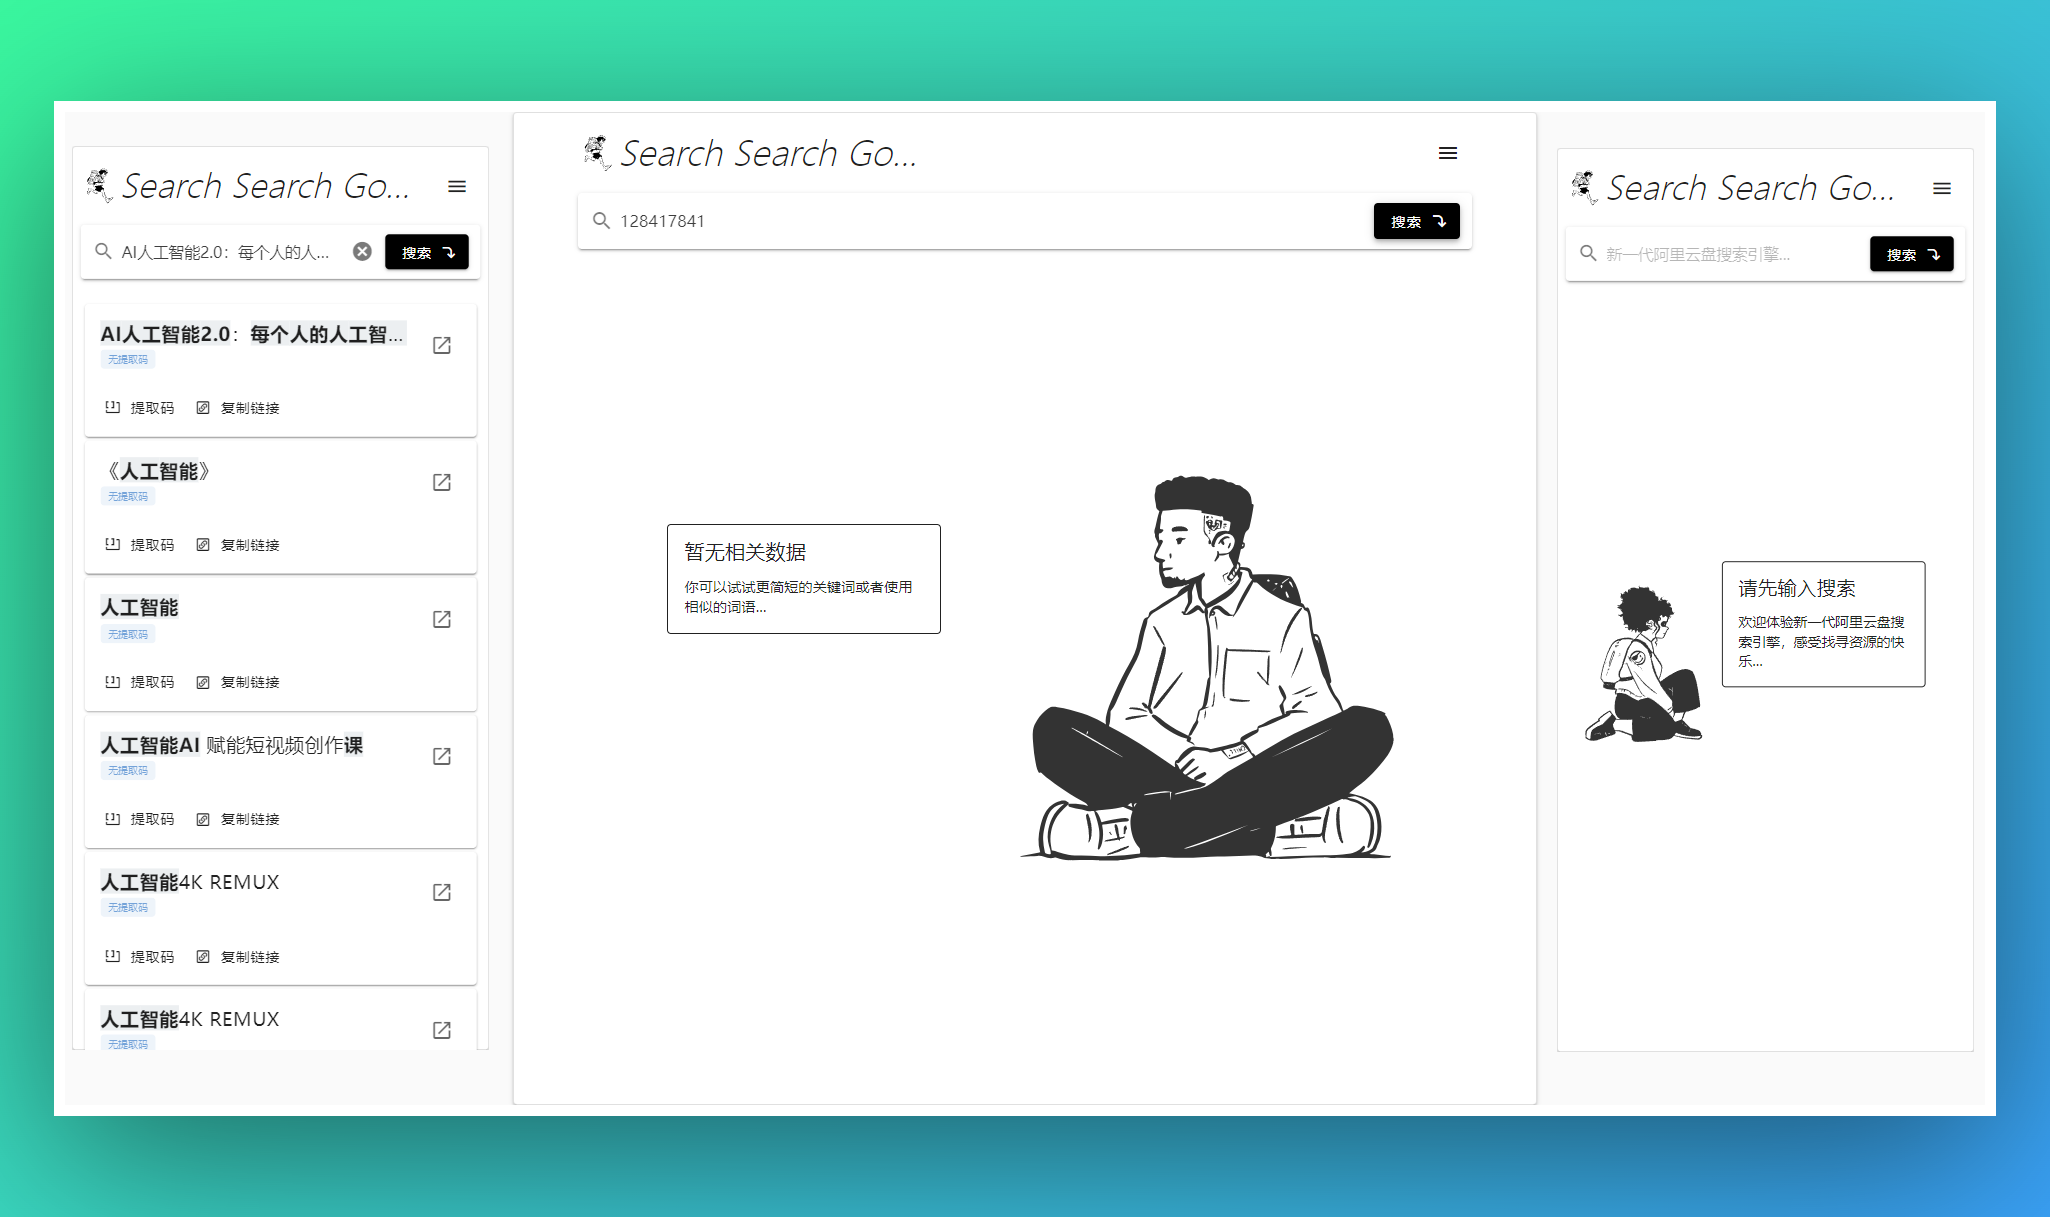 Search Search Go...
AI人工智能2.0：每个人的人...
搜索
AI人工智能2.0：每个人的人工智...
无提取码
提取码 复制链接
《人工智能》
无提取码
提取码 复制链接
人工智能
无提取码
提取码 复制链接
人工智能AI 赋能短视频创作课
无提取码
提取码 复制链接
人工智能4K REMUX
无提取码
提取码 复制链接
人工智能4K REMUX
无提取码
Search Search Go...
128417841
搜索
暂无相关数据
你可以试试更简短的关键词或者使用
相似的词语...
Search Search Go...
新一代阿里云盘搜索引擎...
搜索
请先输入搜索
欢迎体验新一代阿里云盘搜
索引擎，感受找寻资源的快
乐...